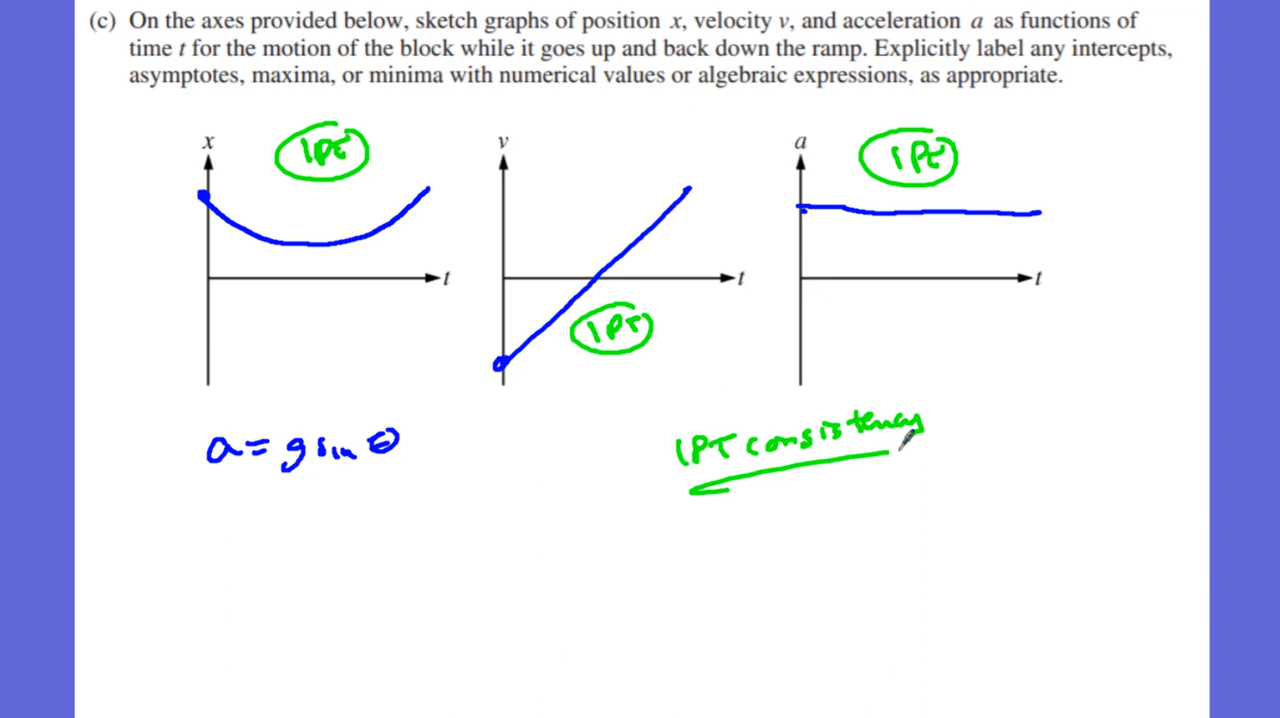 (c) On the axes provided below, sketch graphs of position x, velocity v, and acceleration a as functions of
time t for the motion of the block while it goes up and back down the ramp. Explicitly label any intercepts,
asymptotes, maxima, or minima with numerical values or algebraic expressions, as appropriate.
x
1PT
v
a
1PT
t
t
t
1PT
a = g sin θ
1PT consistency